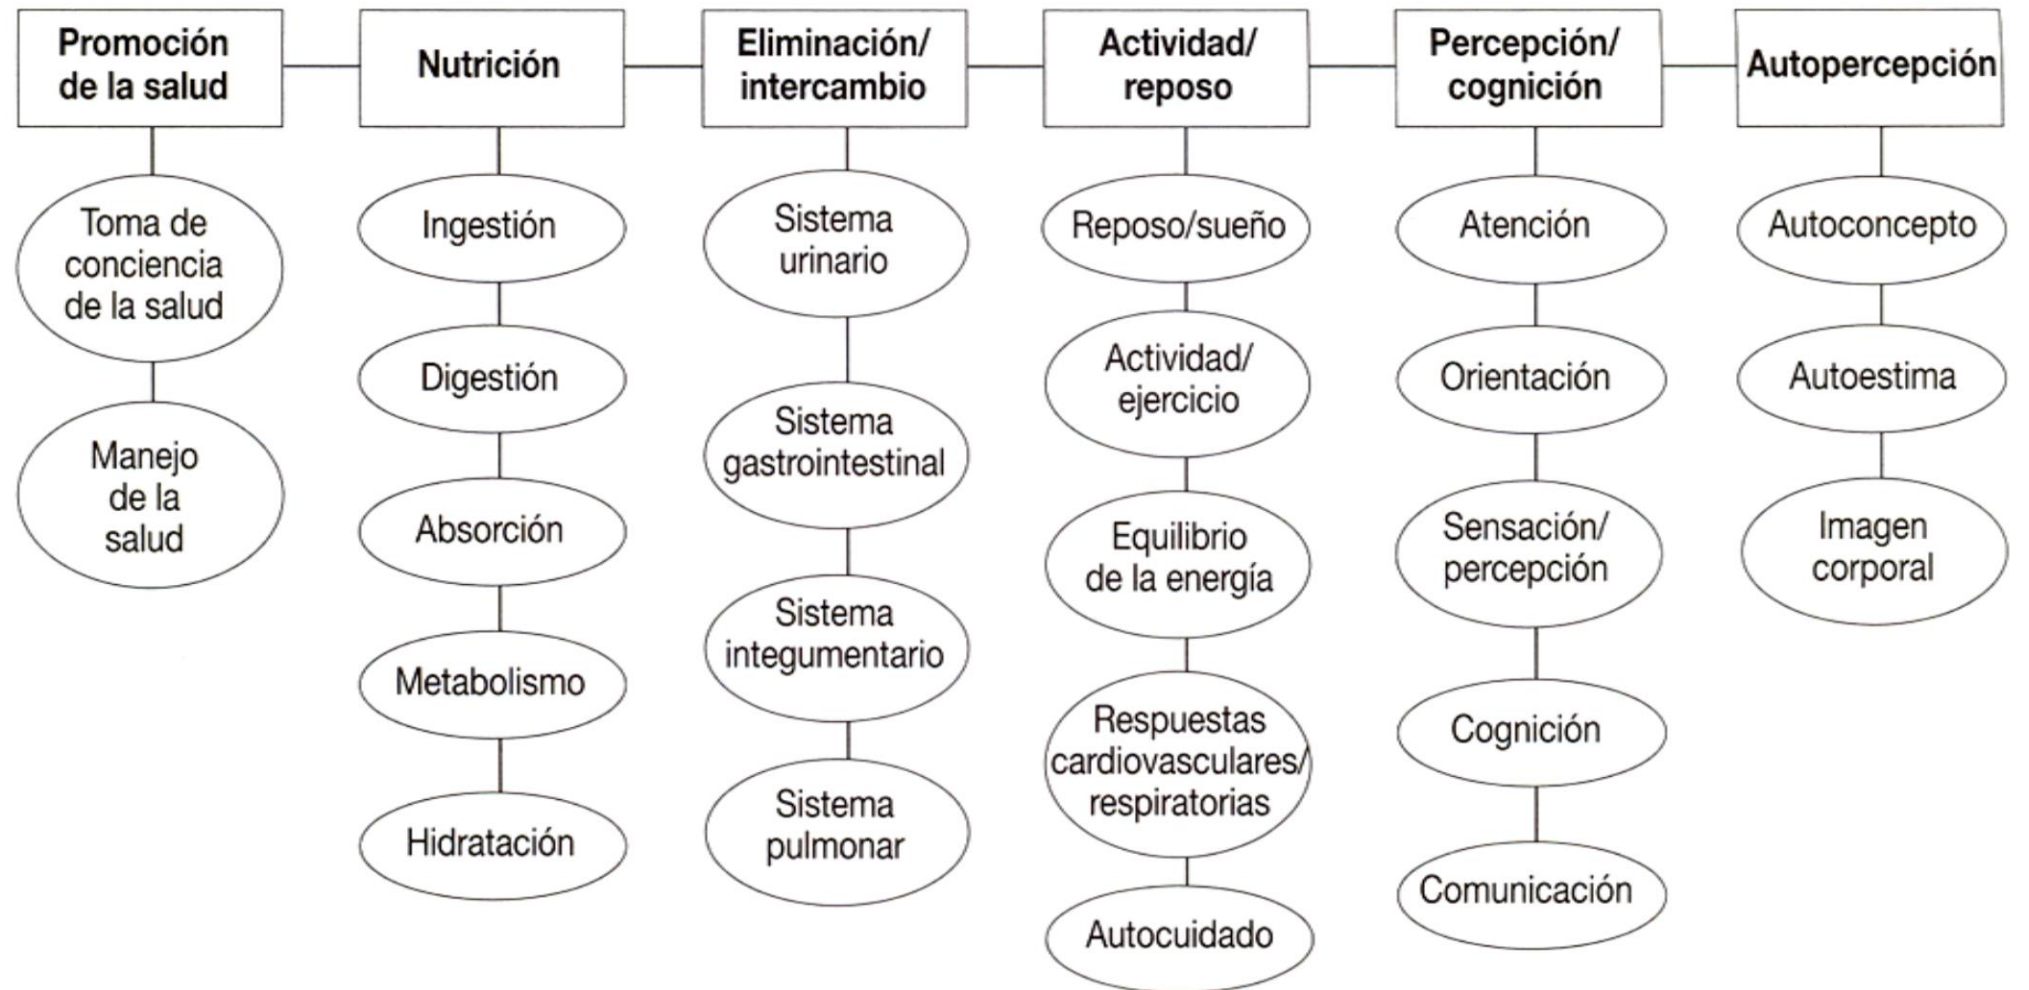 Promoción
de la salud
Nutrición
Eliminación/
intercambio
Actividad/
reposo
Percepción/
cognición
Autopercepción
Toma de
conciencia
de la salud
Manejo
de la
salud
Ingestión
Digestión
Absorción
Metabolismo
Hidratación
Sistema
urinario
Sistema
gastrointestinal
Sistema
integumentario
Sistema
pulmonar
Reposo/sueño
Actividad/
ejercicio
Equilibrio
de la energía
Respuestas
cardiovasculares/
respiratorias
Autocuidado
Atención
Orientación
Sensación/
percepción
Cognición
Comunicación
Autoconcepto
Autoestima
Imagen
corporal